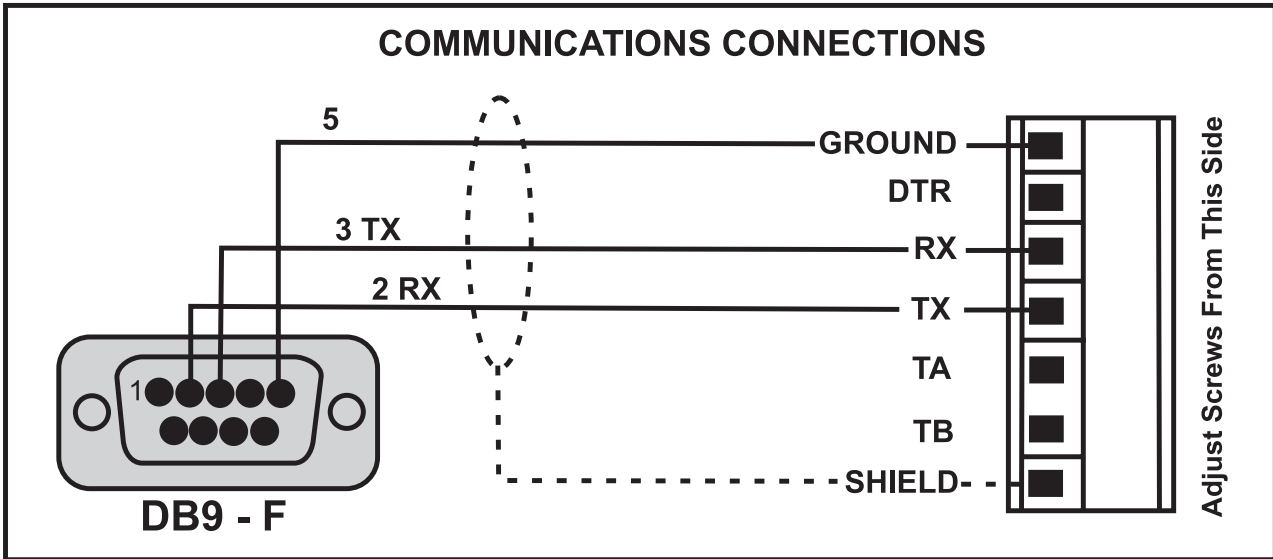 COMMUNICATIONS CONNECTIONS
5
GROUND
DTR
3 TX
RX
2 RX
TX
TA
TB
SHIELD
1
DB9 - F
Adjust Screws From This Side